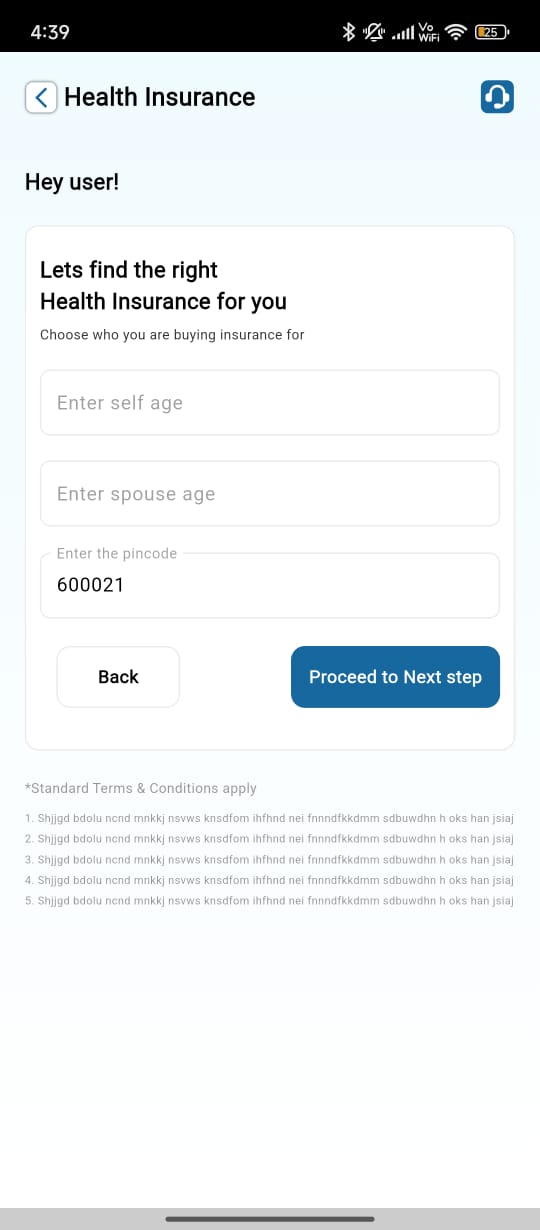 4:39
Vo
WiFi
25
Health Insurance
Hey user!
Lets find the right
Health Insurance for you
Choose who you are buying insurance for
Enter self age
Enter spouse age
Enter the pincode
600021
Back
Proceed to Next step
*Standard Terms & Conditions apply
1. Shjjgd bdolu ncnd mnkkj nsvws knsdfom ihfhnd nei fnnndfkkdmm sdbuwdhn h oks han jsiaj
2. Shjjgd bdolu ncnd mnkkj nsvws knsdfom ihfhnd nei fnnndfkkdmm sdbuwdhn h oks han jsiaj
3. Shjjgd bdolu ncnd mnkkj nsvws knsdfom ihfhnd nei fnnndfkkdmm sdbuwdhn h oks han jsiaj
4. Shjjgd bdolu ncnd mnkkj nsvws knsdfom ihfhnd nei fnnndfkkdmm sdbuwdhn h oks han jsiaj
5. Shjjgd bdolu ncnd mnkkj nsvws knsdfom ihfhnd nei fnnndfkkdmm sdbuwdhn h oks han jsiaj